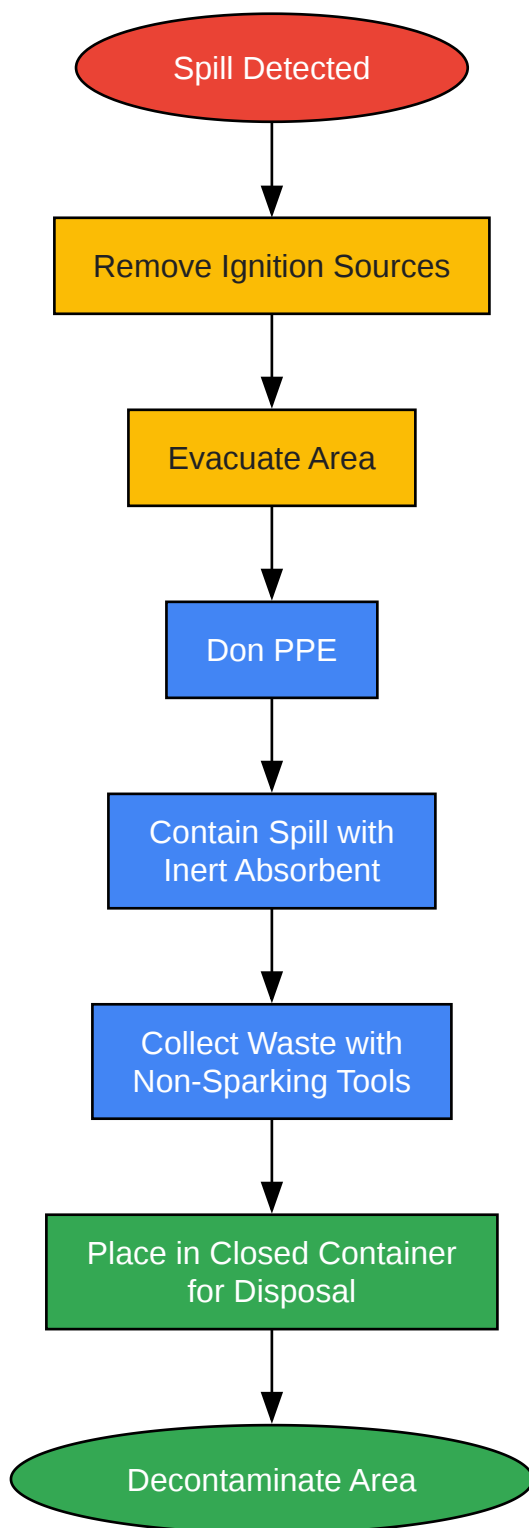 Spill Detected
Remove Ignition Sources
Evacuate Area
Don PPE
Contain Spill with
Inert Absorbent
Collect Waste with
Non-Sparking Tools
Place in Closed Container
for Disposal
Decontaminate Area